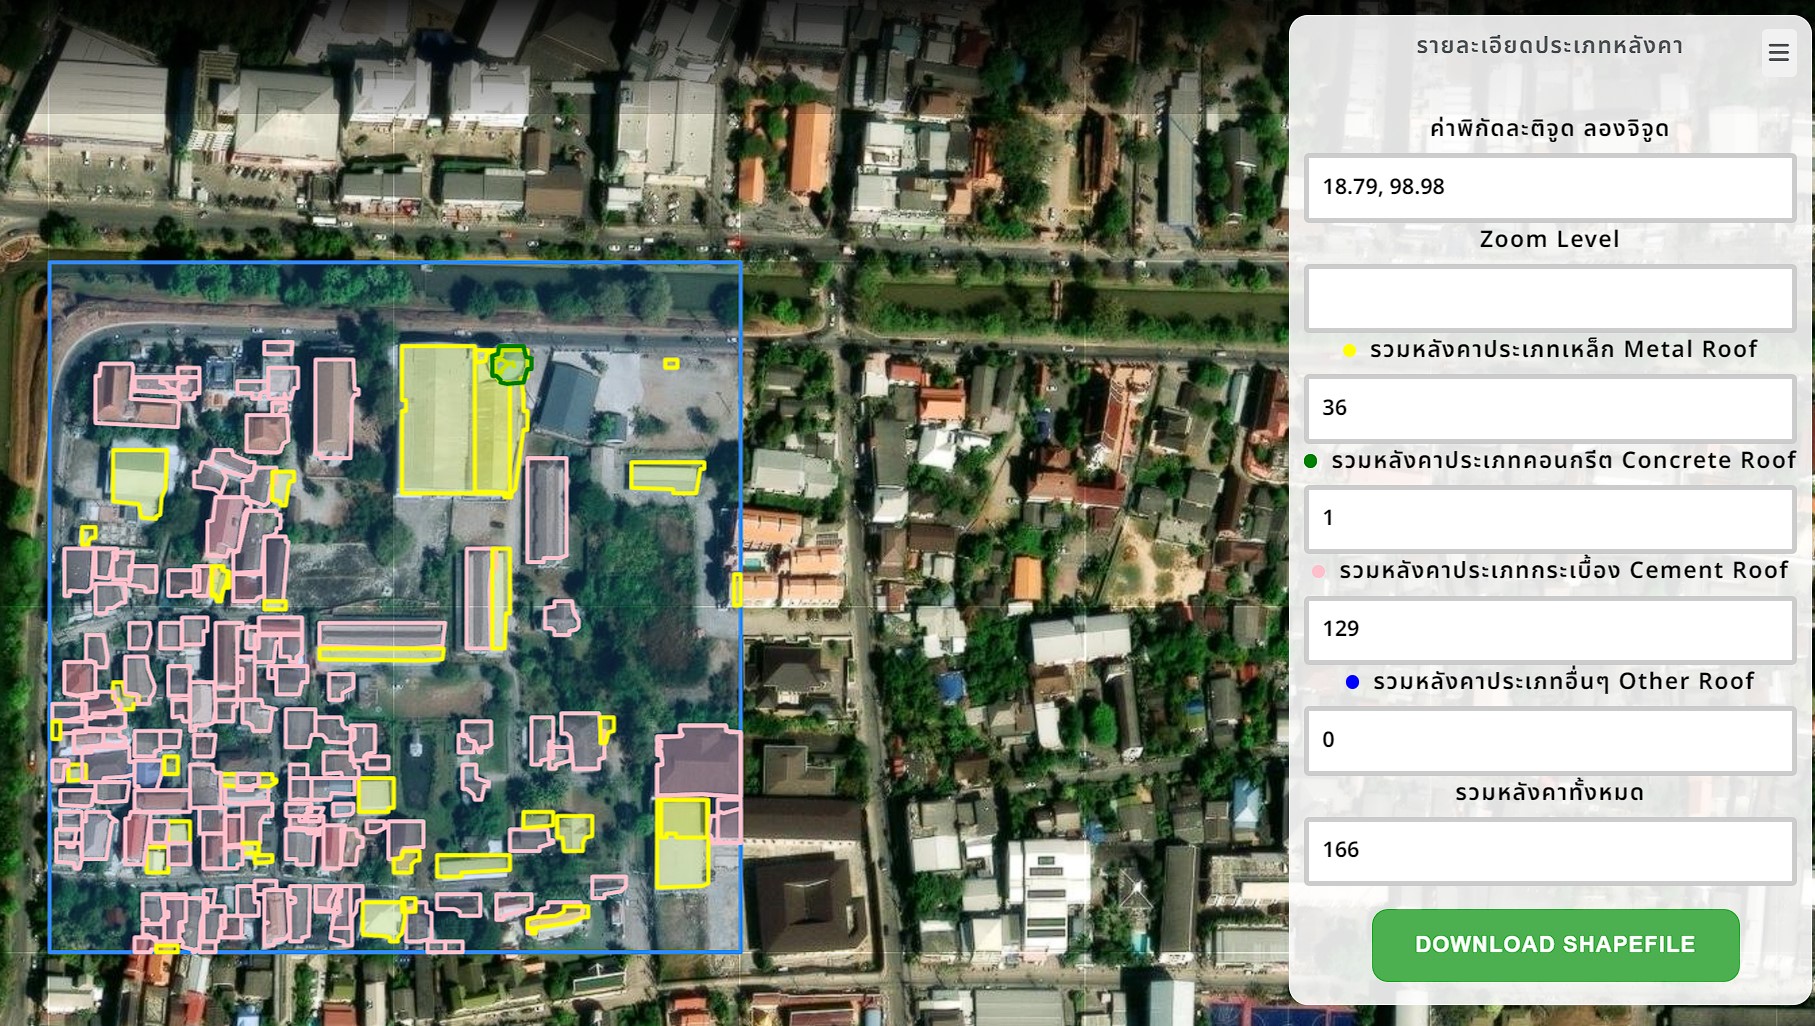 รายละเอียดประเภทหลังคา
ค่าพิกัดละติจูด ลองจิจูด
18.79, 98.98
Zoom Level
รวมหลังคาประเภทเหล็ก Metal Roof
36
รวมหลังคาประเภทคอนกรีต Concrete Roof
1
รวมหลังคาประเภทกระเบื้อง Cement Roof
129
รวมหลังคาประเภทอื่นๆ Other Roof
0
รวมหลังคาทั้งหมด
166
DOWNLOAD SHAPEFILE